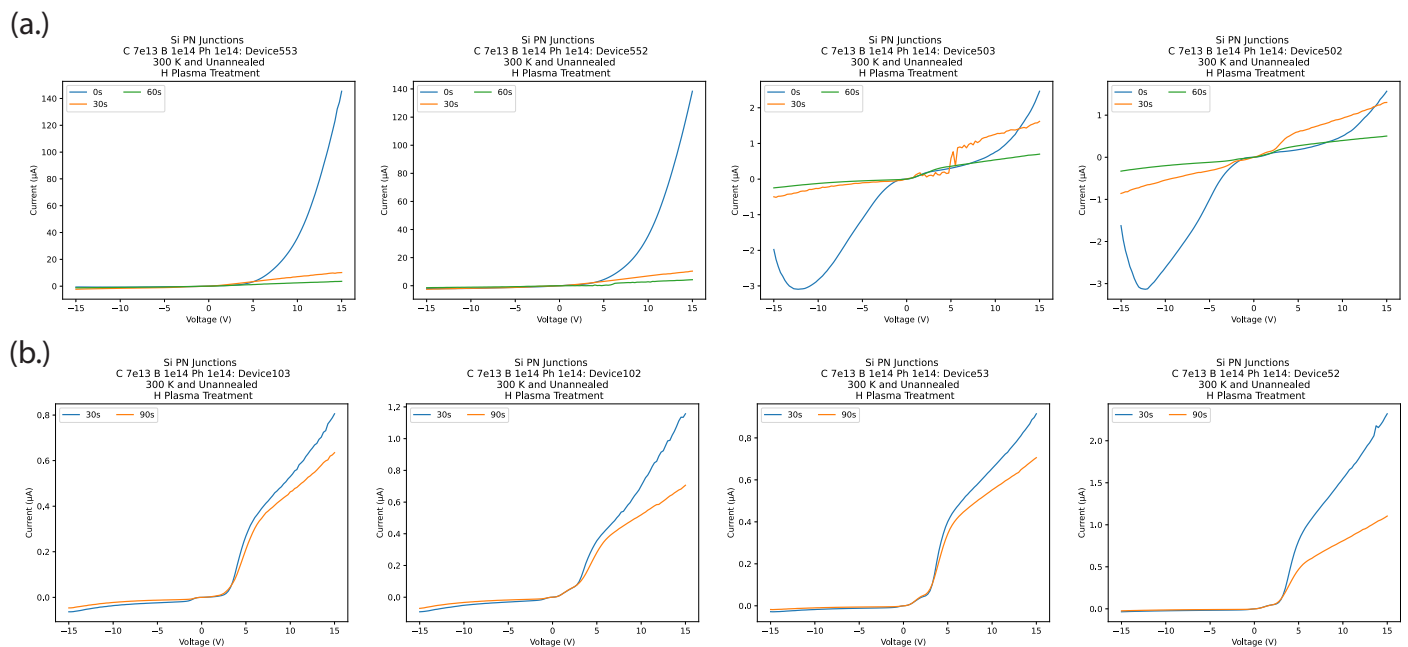 (a.)
Si PN Junctions
C 7e13 B 1e14 Ph 1e14: Device553
300 K and Unannealed
H Plasma Treatment
0s
30s
60s
140
120
100
80
60
40
20
0
Current (μA)
−15
−10
−5
0
5
10
15
Voltage (V)
Si PN Junctions
C 7e13 B 1e14 Ph 1e14: Device552
300 K and Unannealed
H Plasma Treatment
0s
30s
60s
140
120
100
80
60
40
20
0
Current (μA)
−15
−10
−5
0
5
10
15
Voltage (V)
Si PN Junctions
C 7e13 B 1e14 Ph 1e14: Device503
300 K and Unannealed
H Plasma Treatment
0s
30s
60s
2
1
0
−1
−2
−3
Current (μA)
−15
−10
−5
0
5
10
15
Voltage (V)
Si PN Junctions
C 7e13 B 1e14 Ph 1e14: Device502
300 K and Unannealed
H Plasma Treatment
0s
30s
60s
1
0
−1
−2
−3
Current (μA)
−15
−10
−5
0
5
10
15
Voltage (V)
(b.)
Si PN Junctions
C 7e13 B 1e14 Ph 1e14: Device103
300 K and Unannealed
H Plasma Treatment
30s
90s
0,8
0,6
0,4
0,2
0,0
Current (μA)
−15
−10
−5
0
5
10
15
Voltage (V)
Si PN Junctions
C 7e13 B 1e14 Ph 1e14: Device102
300 K and Unannealed
H Plasma Treatment
30s
90s
1,2
1.0
0.8
0.6
0.4
0.2
0.0
Current (μA)
−15
−10
−5
0
5
10
15
Voltage (V)
Si PN Junctions
C 7e13 B 1e14 Ph 1e14: Device53
300 K and Unannealed
H Plasma Treatment
30s
90s
0.8
0.6
0.4
0.2
0.0
Current (μA)
−15
−10
−5
0
5
10
15
Voltage (V)
Si PN Junctions
C 7e13 B 1e14 Ph 1e14: Device52
300 K and Unannealed
H Plasma Treatment
30s
90s
2.0
1.5
1.0
0.5
0.0
Current (μA)
−15
−10
−5
0
5
10
15
Voltage (V)